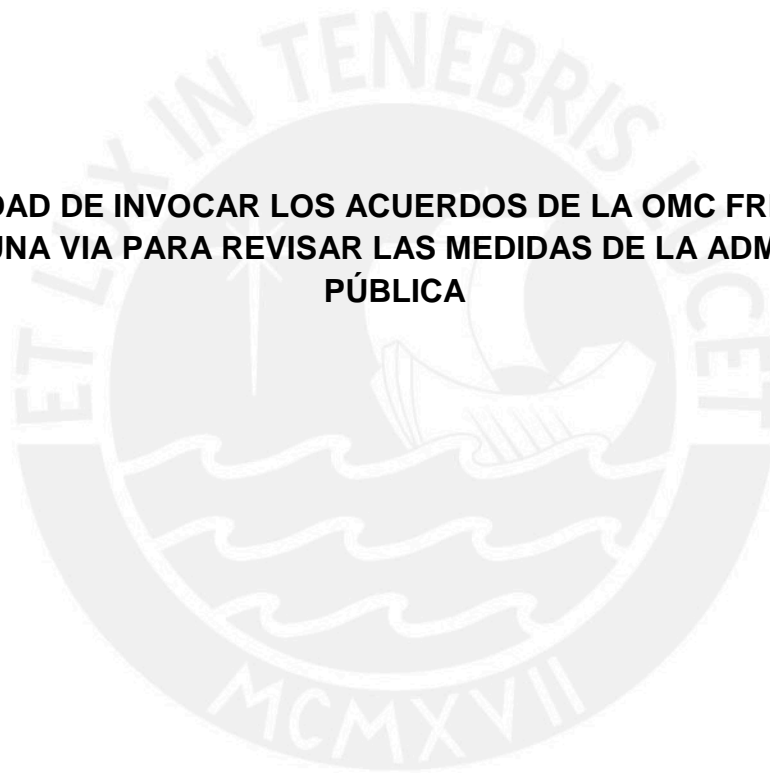 DAD DE INVOCAR LOS ACUERDOS DE LA OMC
UNA VIA PARA REVISAR LAS MEDIDAS DE LA ADM
PÚBLICA
ET LUX IN TENEBRIS LUCET
MCMXVII